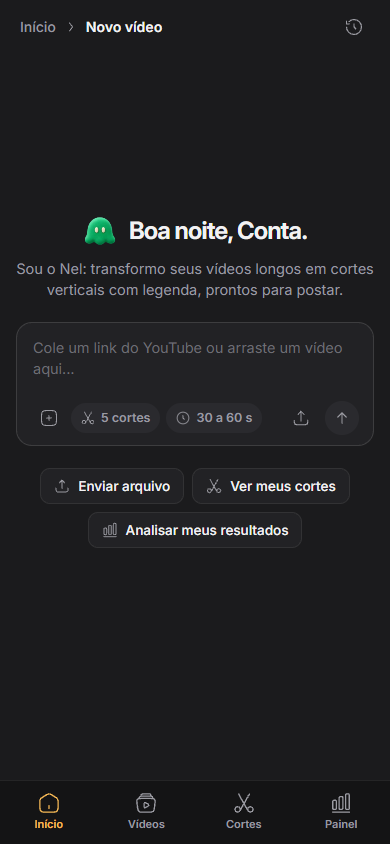 Início > Novo vídeo
Boa noite, Conta.
Sou o Nel: transformo seus vídeos longos em cortes
verticais com legenda, prontos para postar.
Cole um link do YouTube ou arraste um vídeo
aqui...
5 cortes 30 a 60 s
Enviar arquivo Ver meus cortes
Analisar meus resultados
Início Vídeos Cortes Painel